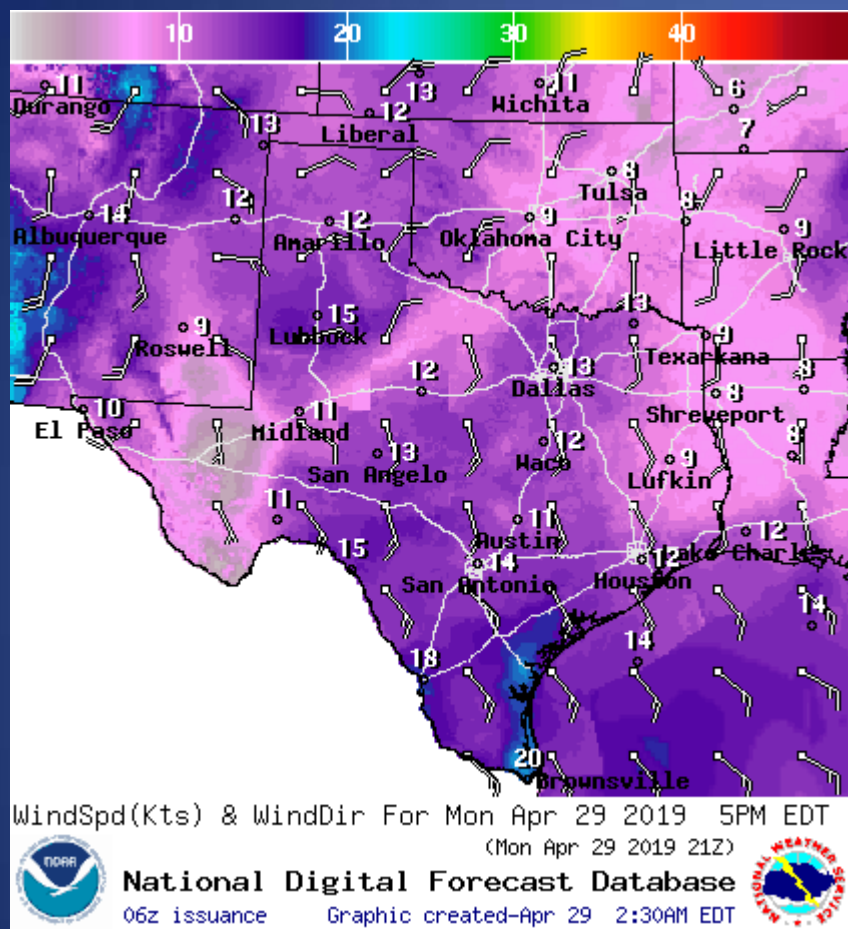 10 20 30 40
11 13 11 6
Durango Wichita
12
Liberal
13 7
8
Tulsa
14 12 12 9 8 9
Albuquerque Amarillo Oklahoma City Little Rock
15 13
9 Lubbock 9
Roswell Texarkana
12 13 8
Dallas 8
10 11 Shreveport
El Paso Midland
13 12 9 8
San Angelo Waco Lufkin
11 11 12
Austin Lake Charles
15 14 12
San Antonio Houston
14
14
18
20
Brownsville
WindSpd(Kts) & WindDir For Mon Apr 29 2019 5PM EDT
(Mon Apr 29 2019 21Z)
NOAA
National Digital Forecast Database
06z issuance Graphic created-Apr 29 2:30AM EDT
NATIONAL WEATHER SERVICE